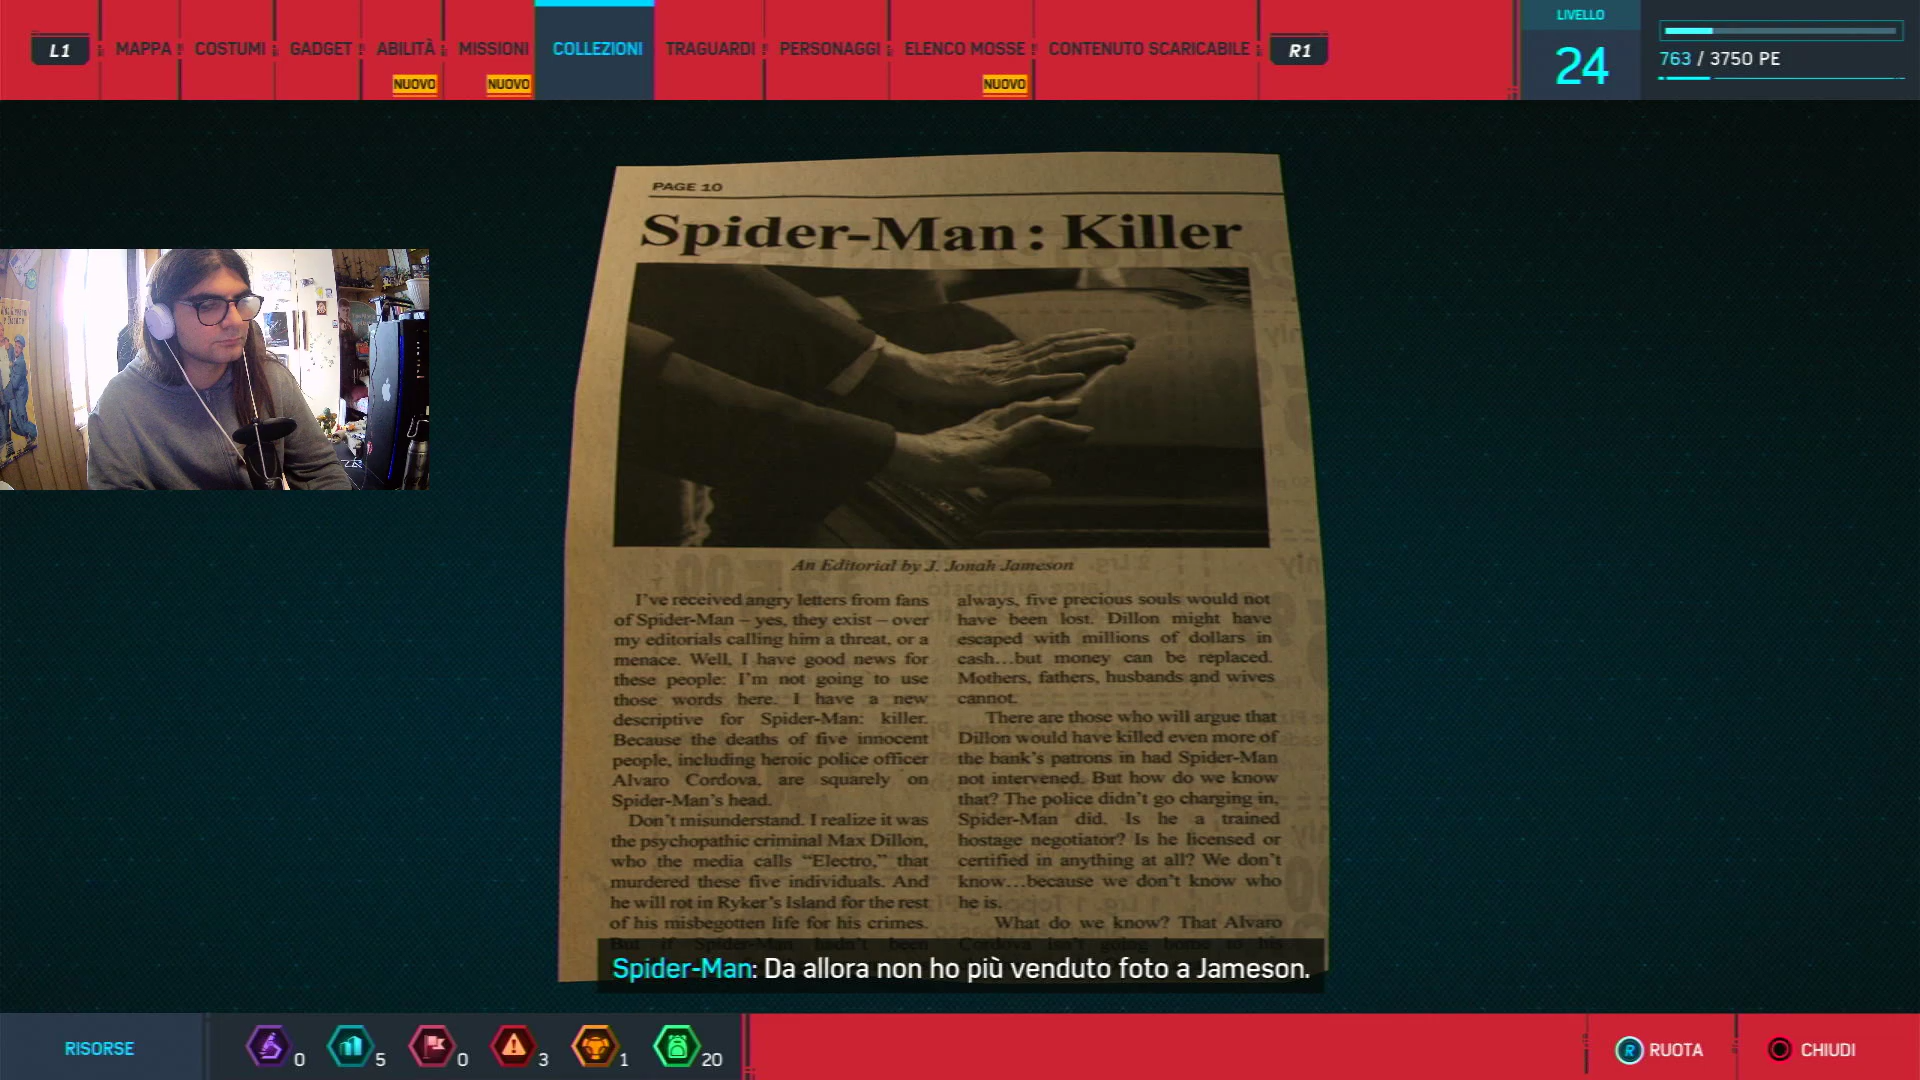 L1 MAPPA COSTUMI GADGET ABILITÀ MISSIONI COLLEZIONI TRAGUARDI PERSONAGGI ELENCO MOSSE CONTENUTO SCARICABILE R1
NUOVO NUOVO NUOVO
LIVELLO
24
763 / 3750 PE
PAGE 10
Spider-Man: Killer
An Editorial by J. Jonah Jameson
I've received angry letters from fans
of Spider-Man – yes, they exist – over
my editorials calling him a threat, or a
menace. Well, I have good news for
these people: I'm not going to use
those words here. I have a new
descriptive for Spider-Man: killer.
Because the deaths of five innocent
people, including heroic police officer
Alvaro Cordova, are squarely on
Spider-Man's head.
Don't misunderstand. I realize it was
the psychopathic criminal Max Dillon,
who the media calls “Electro,” that
murdered these five individuals. And
he will rot in Ryker's Island for the rest
of his misbegotten life for his crimes.
But if Spider-Man hadn't been
always, five precious souls would not
have been lost. Dillon might have
escaped with millions of dollars in
cash…but money can be replaced.
Mothers, fathers, husbands and wives
cannot.
There are those who will argue that
Dillon would have killed even more of
the bank's patrons in had Spider-Man
not intervened. But how do we know
that? The police didn't go charging in,
Spider-Man did. Is he a trained
hostage negotiator? Is he licensed or
certified in anything at all? We don't
know…because we don't know who
he is.
What do we know? That Alvaro
Cordova isn't going home to his
Spider-Man: Da allora non ho più venduto foto a Jameson.
RISORSE 0 5 0 3 1 20
R RUOTA CHIUDI